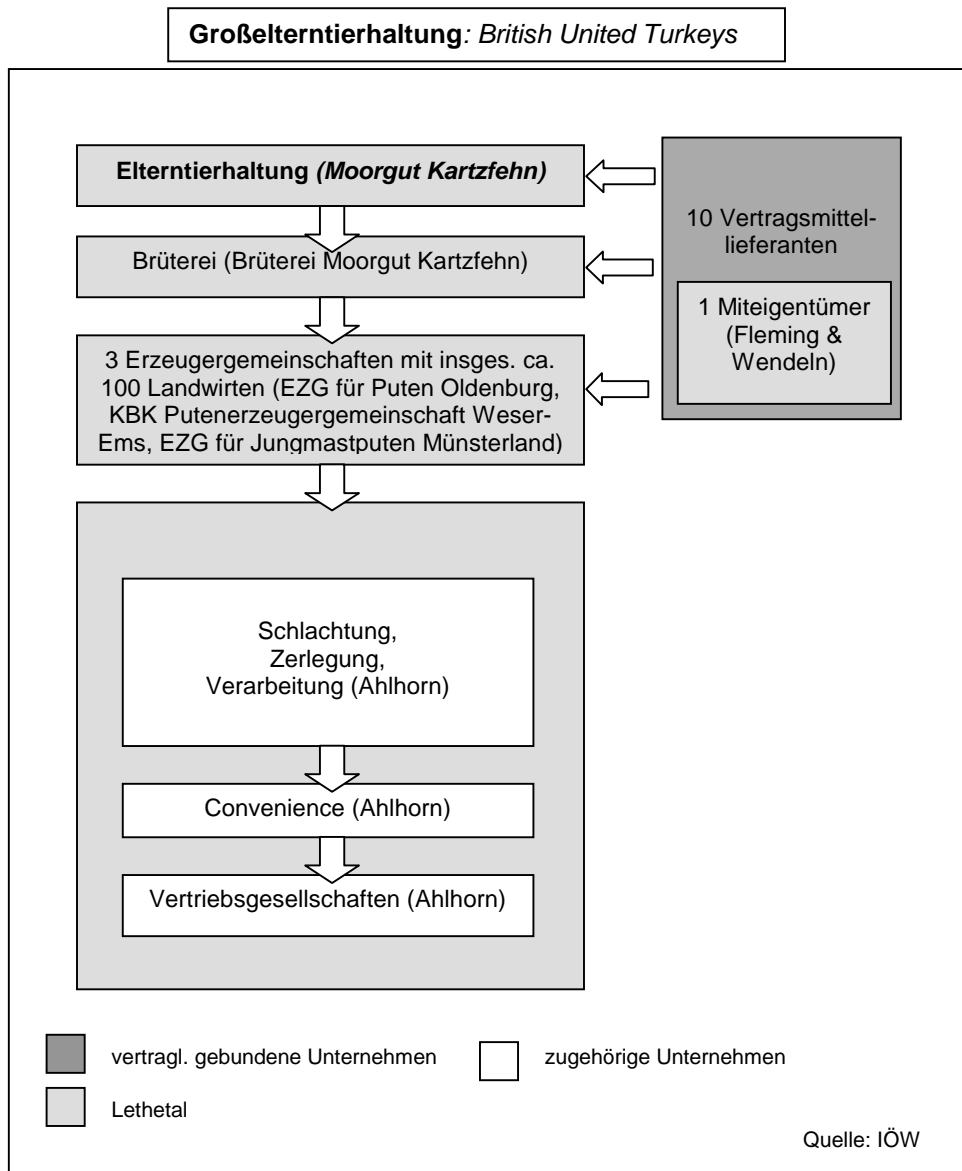 Großelterntierhaltung: British United Turkeys
Elterntierhaltung (Moorgut Kartzfehn)
10 Vertragsmittel-
lieferanten
Brüterei (Brüterei Moorgut Kartzfehn)
1 Miteigentümer
(Fleming &
Wendeln)
3 Erzeugergemeinschaften mit insges. ca.
100 Landwirten (EZG für Puten Oldenburg,
KBK Putenerzeugergemeinschaft Weser-
Ems, EZG für Jungmastputen Münsterland)
Schlachtung,
Zerlegung,
Verarbeitung (Ahlhorn)
Convenience (Ahlhorn)
Vertriebsgesellschaften (Ahlhorn)
vertragl. gebundene Unternehmen
zugehörige Unternehmen
Lethetal
Quelle: IÖW